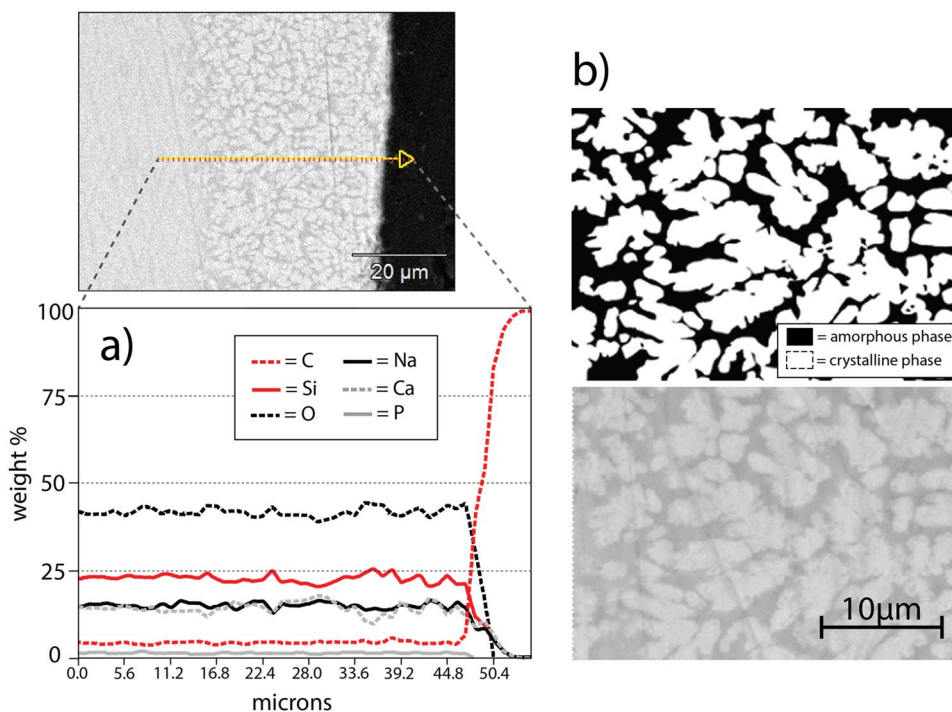 20 µm
a)
= C
= Na
= Si
= Ca
= O
= P
weight %
100
75
50
25
0
0.0 5.6 11.2 16.8 22.4 28.0 33.6 39.2 44.8 50.4
microns
b)
= amorphous phase
= crystalline phase
10µm